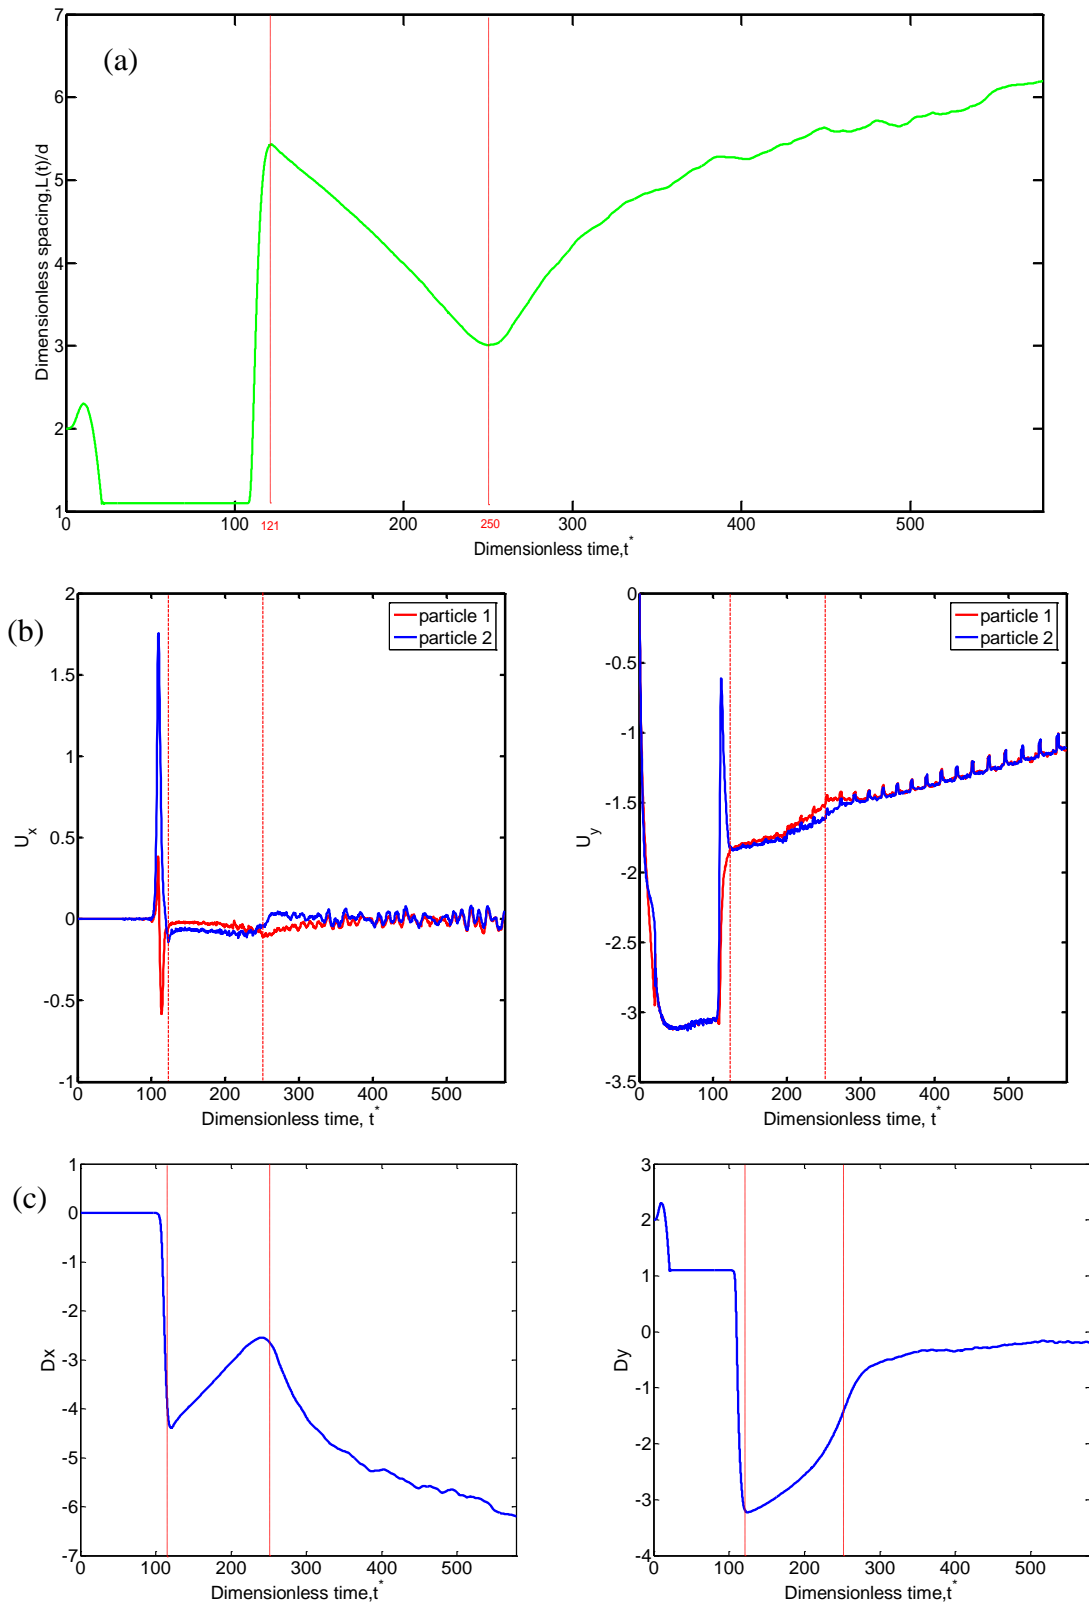 (a)
Dimensionless spacing,L(t)/d
7
6
5
4
3
2
1
0
100
121
200
250
300
400
500
Dimensionless time,t*
(b)
U_x
2
1.5
1
0.5
0
-0.5
-1
particle 1
particle 2
0 100 200 300 400 500
Dimensionless time, t*
U_y
0
-0.5
-1
-1.5
-2
-2.5
-3
-3.5
particle 1
particle 2
0 100 200 300 400 500
Dimensionless time, t*
(c)
Dx
1
0
-1
-2
-3
-4
-5
-6
-7
0 100 200 300 400 500
Dimensionless time,t*
Dy
3
2
1
0
-1
-2
-3
-4
0 100 200 300 400 500
Dimensionless time,t*